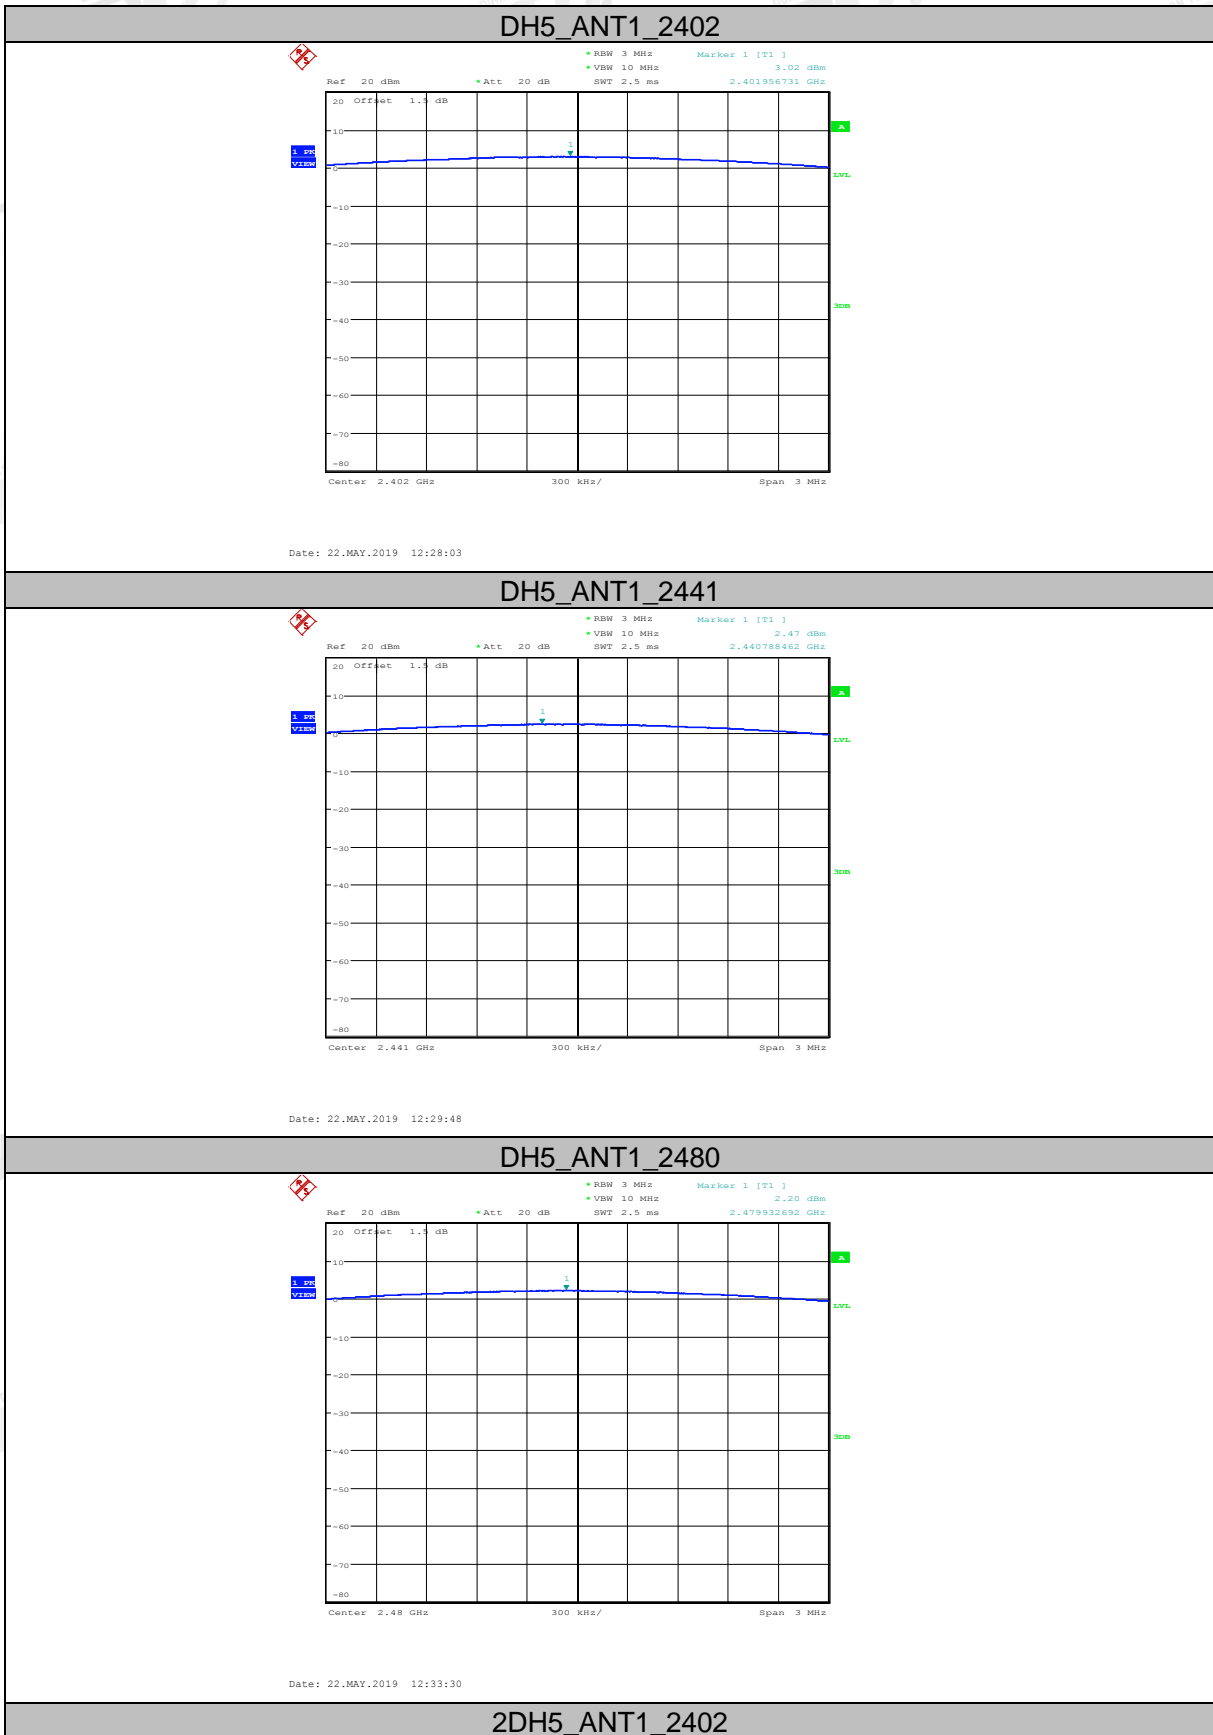 DH5_ANT1_2402
R S
* RBW 3 MHz Marker 1 [T1 ]
* VBW 10 MHz 3.02 dBm
Ref 20 dBm * Att 20 dB SWT 2.5 ms 2.401956731 GHz
20 Offset 1.5 dB
A
10
1
1 PK
VIEW
0
LVL
-10
-20
-30
3DB
-40
-50
-60
-70
-80
Center 2.402 GHz 300 kHz/ Span 3 MHz
Date: 22.MAY.2019 12:28:03
DH5_ANT1_2441
R S
* RBW 3 MHz Marker 1 [T1 ]
* VBW 10 MHz 2.47 dBm
Ref 20 dBm * Att 20 dB SWT 2.5 ms 2.440788462 GHz
20 Offset 1.5 dB
A
10
1
1 PK
VIEW
0
LVL
-10
-20
-30
3DB
-40
-50
-60
-70
-80
Center 2.441 GHz 300 kHz/ Span 3 MHz
Date: 22.MAY.2019 12:29:48
DH5_ANT1_2480
R S
* RBW 3 MHz Marker 1 [T1 ]
* VBW 10 MHz 2.20 dBm
Ref 20 dBm * Att 20 dB SWT 2.5 ms 2.479932692 GHz
20 Offset 1.5 dB
A
10
1
1 PK
VIEW
0
LVL
-10
-20
-30
3DB
-40
-50
-60
-70
-80
Center 2.48 GHz 300 kHz/ Span 3 MHz
Date: 22.MAY.2019 12:33:30
2DH5_ANT1_2402